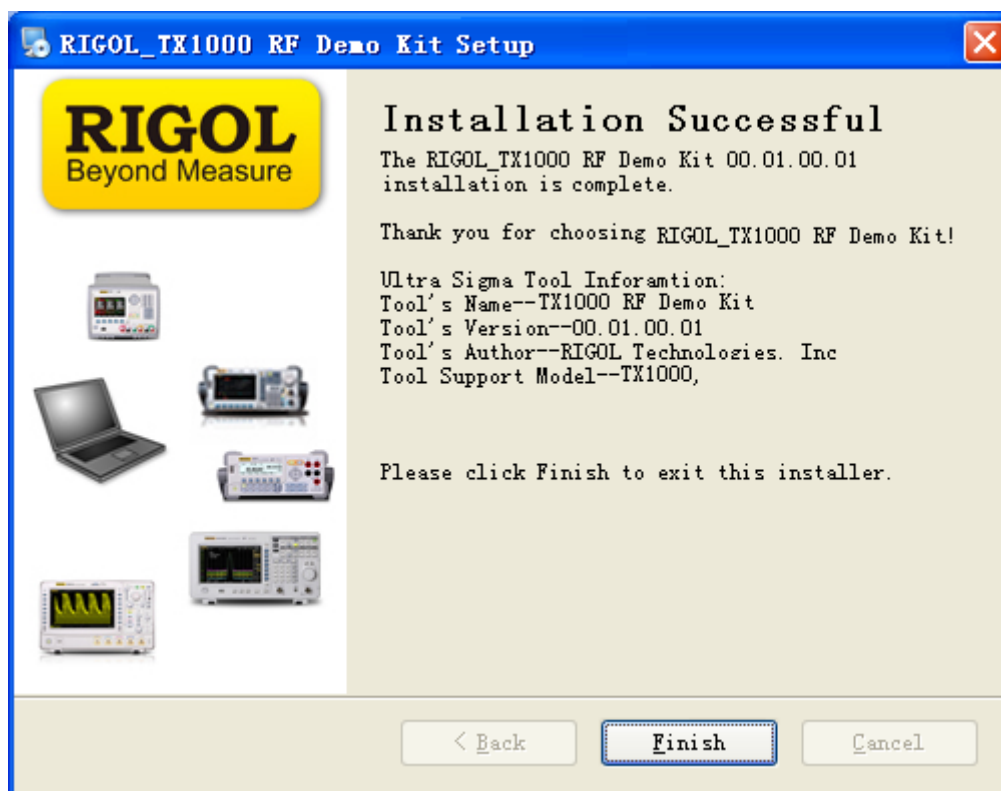 RIGOL_TX1000 RF Demo Kit Setup
RIGOL
Beyond Measure
Installation Successful
The RIGOL_TX1000 RF Demo Kit 00.01.00.01
installation is complete.
Thank you for choosing RIGOL_TX1000 RF Demo Kit!
Ultra Sigma Tool Inforamtion:
Tool's Name--TX1000 RF Demo Kit
Tool's Version--00.01.00.01
Tool's Author--RIGOL Technologies. Inc
Tool Support Model--TX1000,
Please click Finish to exit this installer.
< Back
Finish
Cancel